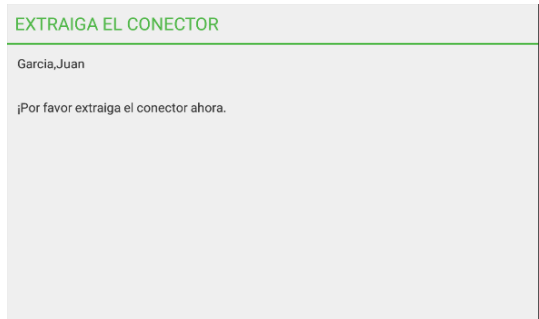 EXTRAIGA EL CONECTOR
Garcia,Juan
¡Por favor extraiga el conector ahora.